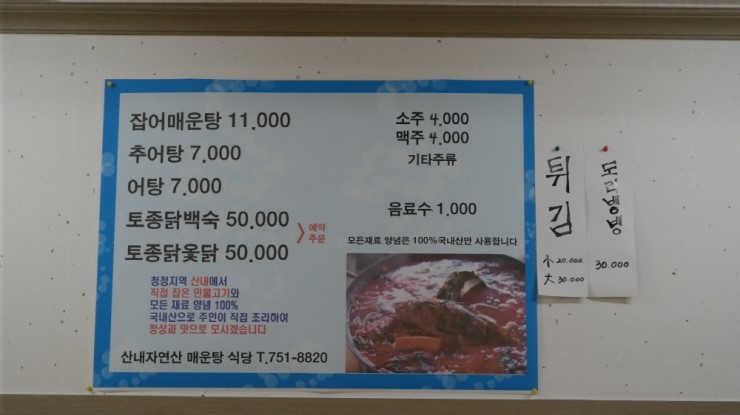 잡어매운탕 11.000
추어탕 7.000
어탕 7.000
토종닭백숙 50.000
토종닭옻닭 50.000
예약
주문
소주 4.000
맥주 4.000
기타주류
음료수 1.000
모든재료 양념은 100%국내산만 사용합니다
청정지역 산내에서
직접 잡은 민물고기와
모든 재료 양념 100%
국내산으로 주인이 직접 조리하여
정성과 맛으로 모시겠습니다
산내자연산 매운탕 식당 T.751-8820
튀김
小 20.000
大 30.000
도리뱅뱅
30.000